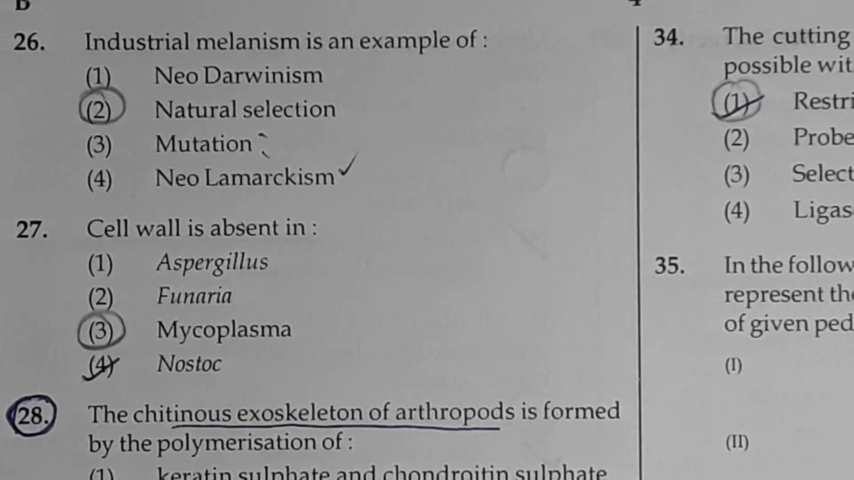 26. Industrial melanism is an example of :
(1) Neo Darwinism
(2) Natural selection
(3) Mutation
(4) Neo Lamarckism
27. Cell wall is absent in :
(1) Aspergillus
(2) Funaria
(3) Mycoplasma
(4) Nostoc
28. The chitinous exoskeleton of arthropods is formed
by the polymerisation of :
(1) keratin sulphate and chondroitin sulphate
34. The cutting
possible wit
(1) Restri
(2) Probe
(3) Select
(4) Ligas
35. In the follow
represent the
of given ped
(I)
(II)